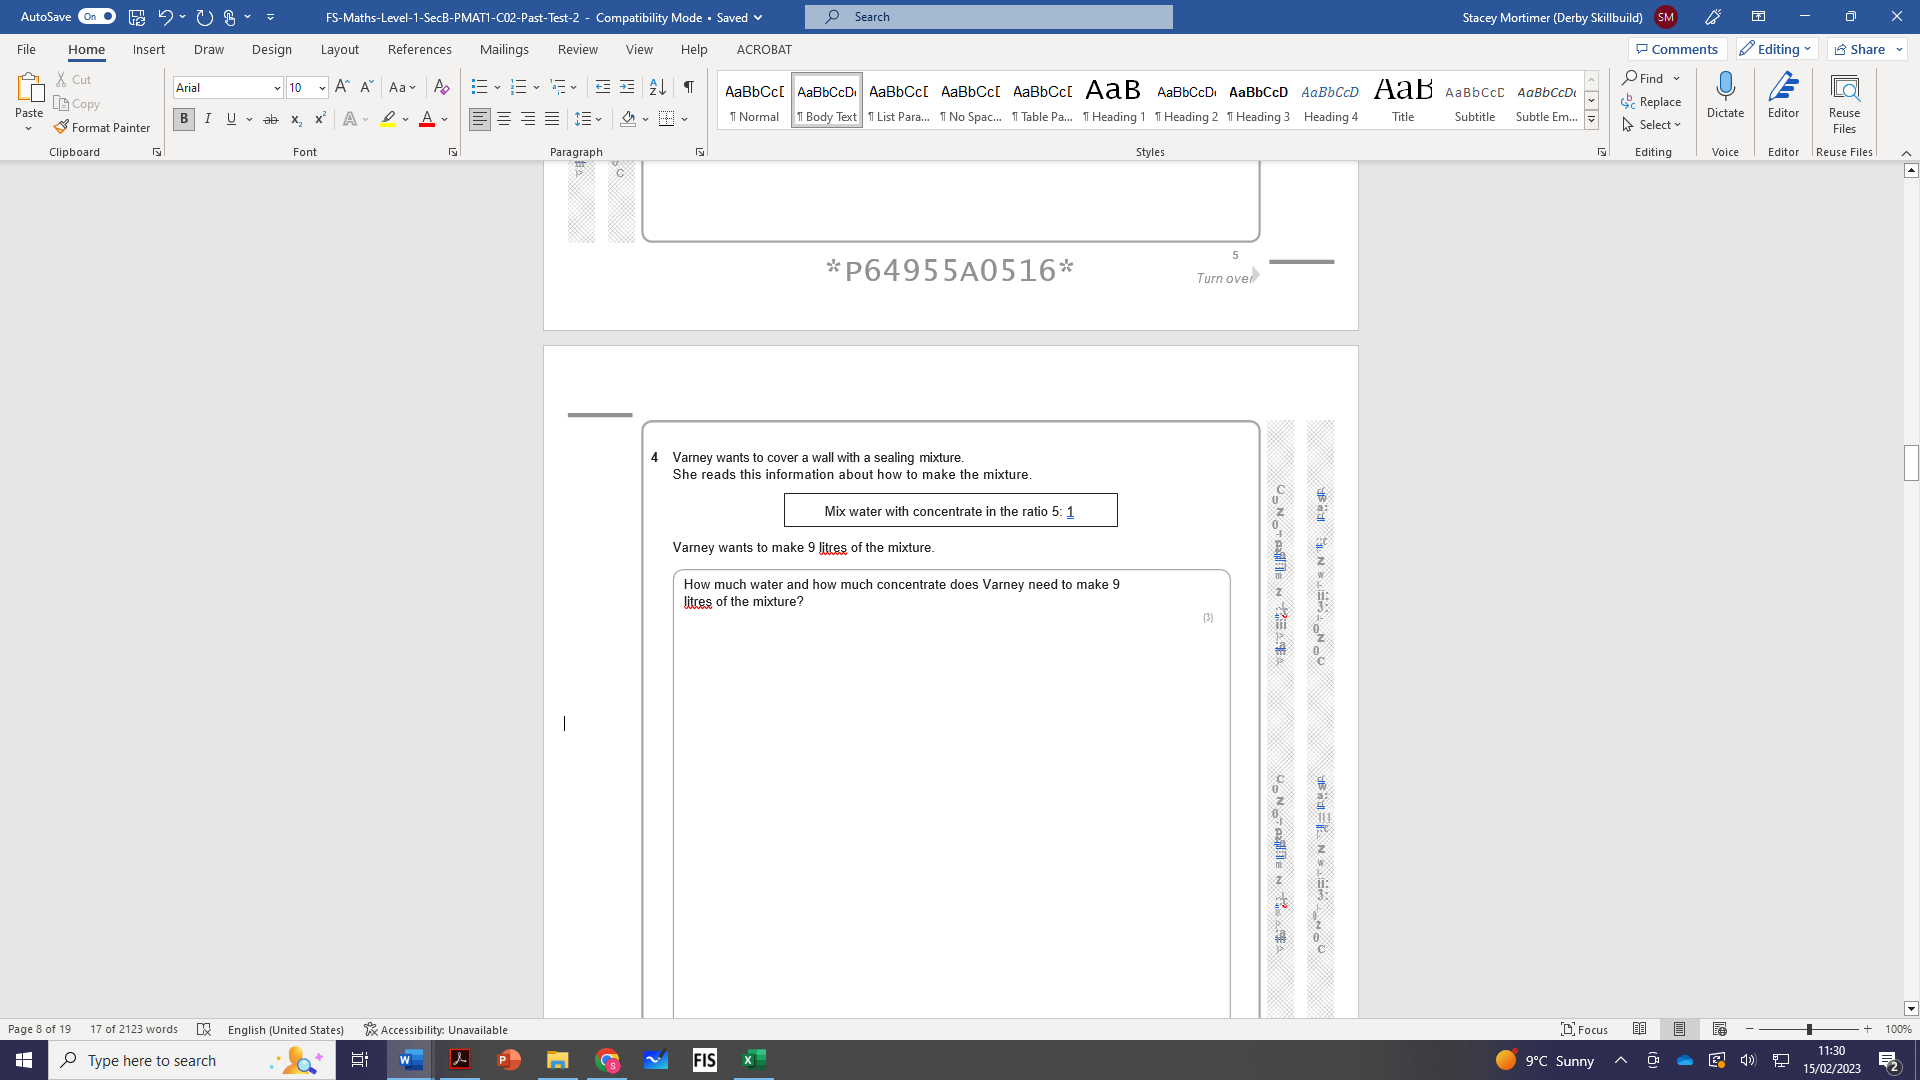 AutoSave On
FS-Maths-Level-1-SecB-PMAT1-C02-Past-Test-2 - Compatibility Mode • Saved
Search
Stacey Mortimer (Derby Skillbuild) SM
File Home Insert Draw Design Layout References Mailings Review View Help ACROBAT
Comments Editing Share
Paste
Cut
Copy
Format Painter
Clipboard
Arial 10
Font
Paragraph
AaBbCcI AaBbCcDc AaBbCcI AaBbCcI AaBbCcI AaB AaBbCcDc AaBbCcD AaBbCcD AaB AaBbCcD AaBbCcDc
¶ Normal ¶ Body Text ¶ List Para... ¶ No Spac... ¶ Table Pa... ¶ Heading 1 ¶ Heading 2 ¶ Heading 3 Heading 4 Title Subtitle Subtle Em...
Styles
Find
Replace
Select
Editing
Dictate
Voice
Editor
Editor
Reuse Files
Reuse Files
5
*P64955A0516*
Turn over
4 Varney wants to cover a wall with a sealing mixture.
She reads this information about how to make the mixture.
Mix water with concentrate in the ratio 5: 1
Varney wants to make 9 litres of the mixture.
How much water and how much concentrate does Varney need to make 9
litres of the mixture?
(3)
Page 8 of 19 17 of 2123 words English (United States) Accessibility: Unavailable
Focus 100%
Type here to search
FIS
9°C Sunny
11:30
15/02/2023
2